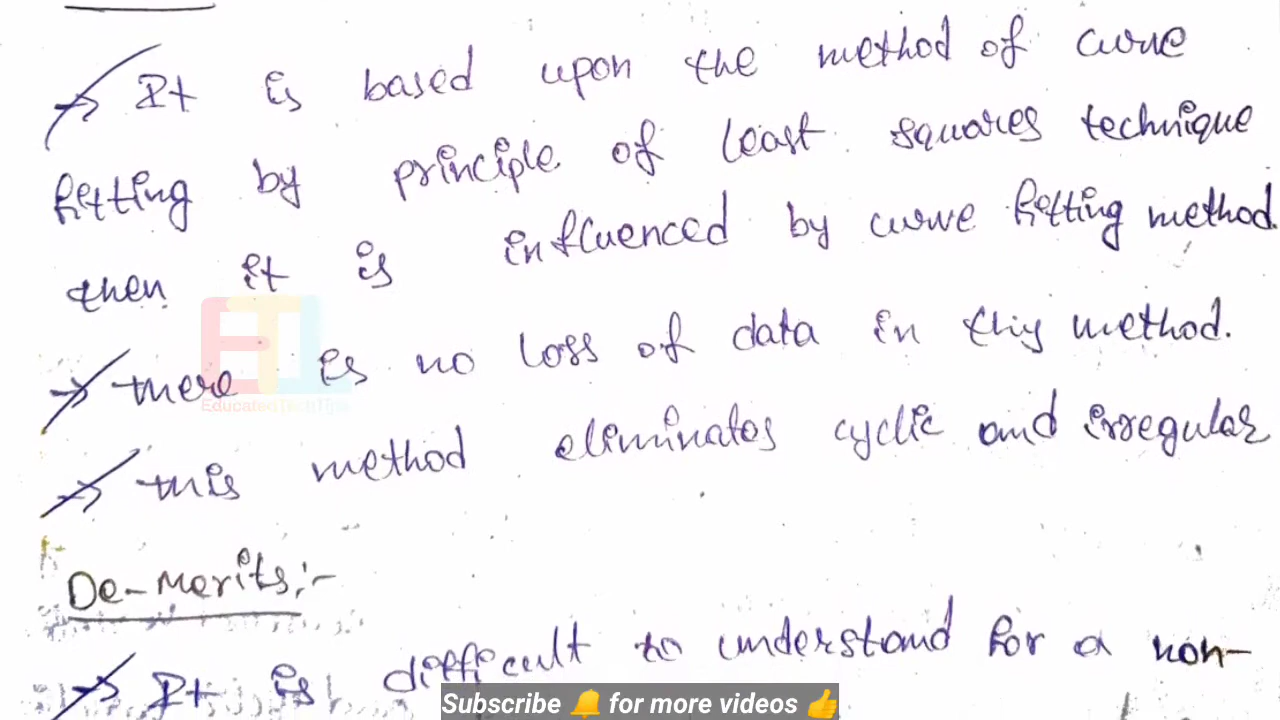 → It is based upon the method of curve
fitting by principle of least squares technique
then it is influenced by curve fitting method.
→ there is no loss of data in this method.
EducatedTechTips
→ this method eliminates cyclic and irregular
De-merits:-
→ It is difficult to understand for a non-
Subscribe 🔔 for more videos 👍